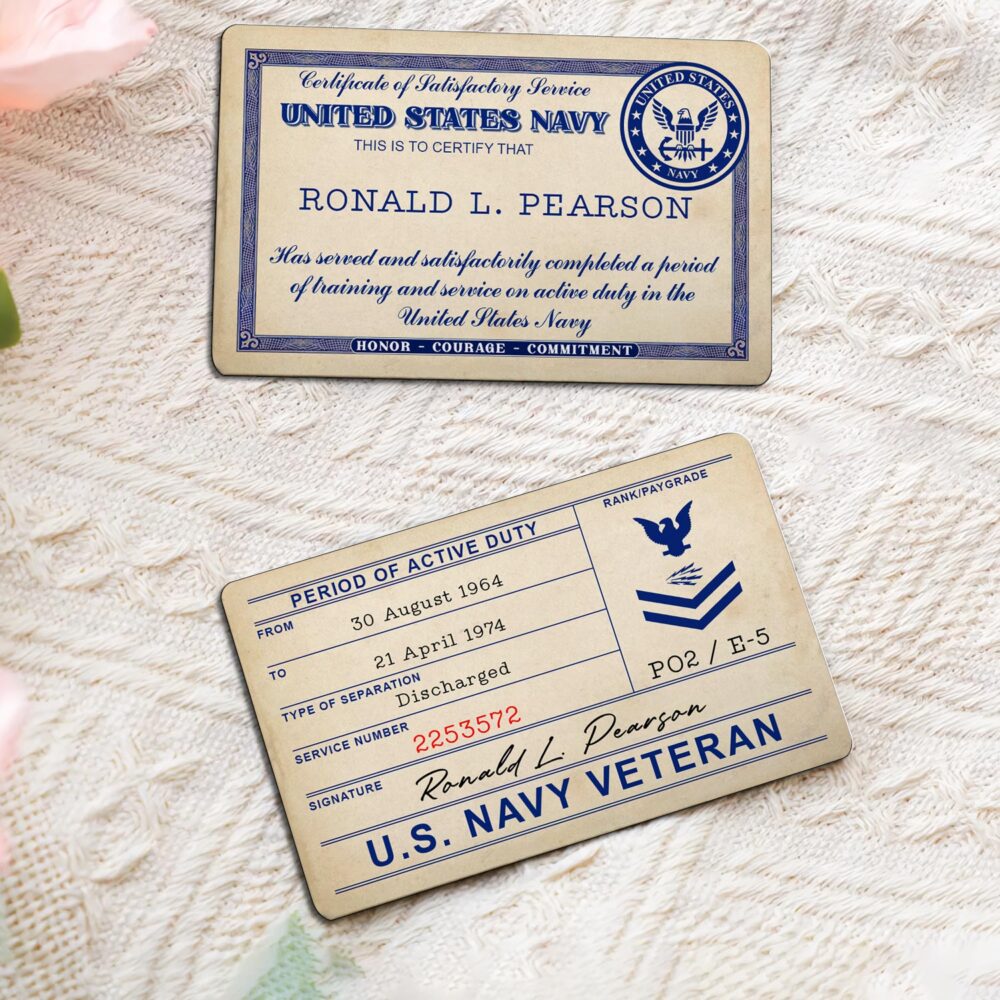 Certificate of Satisfactory Service
UNITED STATES NAVY
THIS IS TO CERTIFY THAT
RONALD L. PEARSON
Has served and satisfactorily completed a period
of training and service on active duty in the
United States Navy
HONOR - COURAGE - COMMITMENT
UNITED STATES
NAVY
PERIOD OF ACTIVE DUTY
FROM 30 August 1964
TO 21 April 1974
TYPE OF SEPARATION Discharged
SERVICE NUMBER 2253572
RANK/PAYGRADE
PO2 / E-5
SIGNATURE Ronald L. Pearson
U.S. NAVY VETERAN